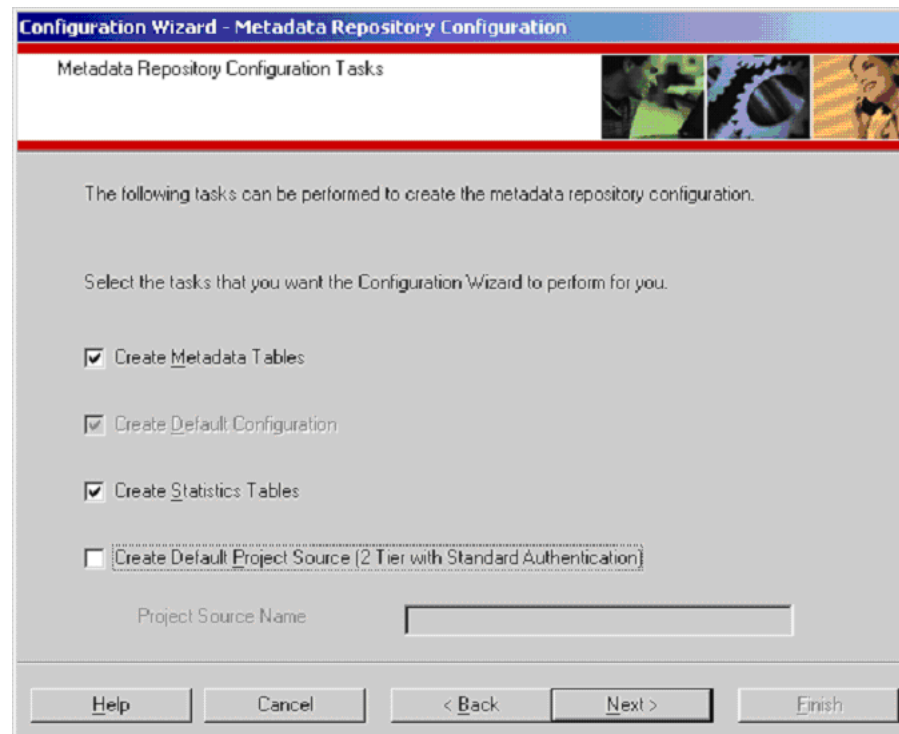 Configuration Wizard - Metadata Repository Configuration
Metadata Repository Configuration Tasks
The following tasks can be performed to create the metadata repository configuration.
Select the tasks that you want the Configuration Wizard to perform for you.
Create Metadata Tables
Create Default Configuration
Create Statistics Tables
Create Default Project Source (2 Tier with Standard Authentication)
Project Source Name
Help Cancel < Back Next > Finish